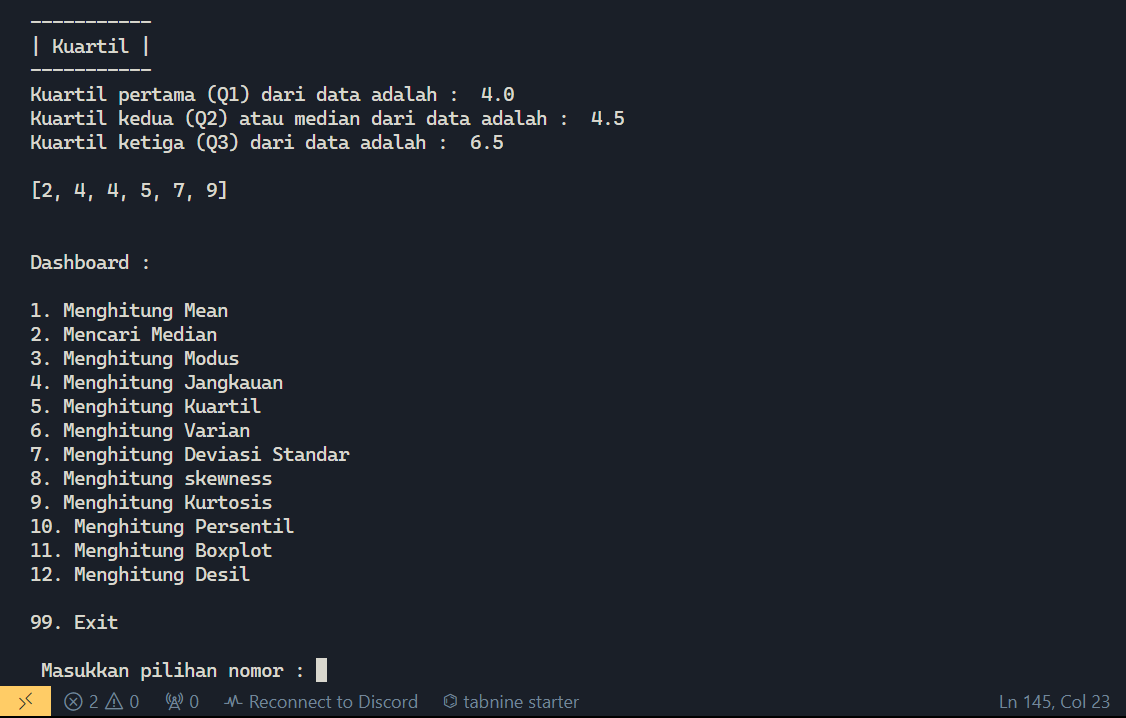 -----------
| Kuartil |
-----------
Kuartil pertama (Q1) dari data adalah :  4.0
Kuartil kedua (Q2) atau median dari data adalah :  4.5
Kuartil ketiga (Q3) dari data adalah :  6.5
[2, 4, 4, 5, 7, 9]
Dashboard :
1. Menghitung Mean
2. Mencari Median
3. Menghitung Modus
4. Menghitung Jangkauan
5. Menghitung Kuartil
6. Menghitung Varian
7. Menghitung Deviasi Standar
8. Menghitung skewness
9. Menghitung Kurtosis
10. Menghitung Persentil
11. Menghitung Boxplot
12. Menghitung Desil
99. Exit
Masukkan pilihan nomor :
2 0 0 Reconnect to Discord tabnine starter Ln 145, Col 23